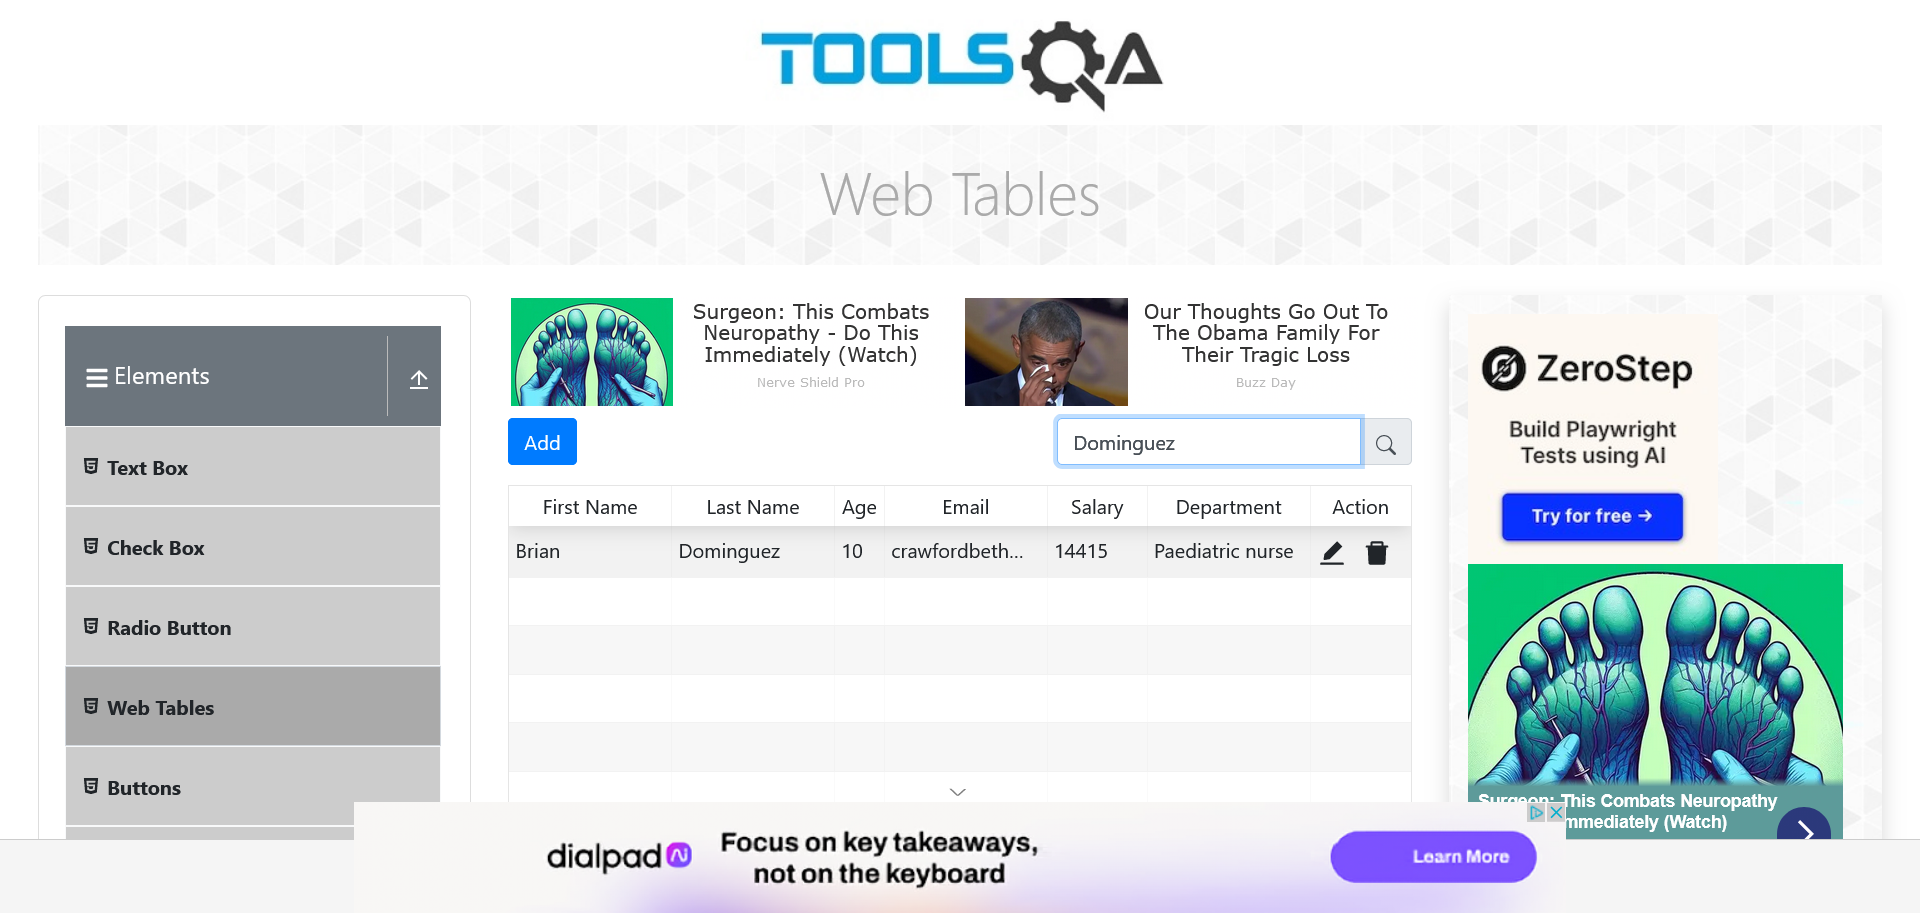 TOOLSQA
Web Tables
Elements
Text Box
Check Box
Radio Button
Web Tables
Buttons
Surgeon: This Combats
Neuropathy - Do This
Immediately (Watch)
Nerve Shield Pro
Our Thoughts Go Out To
The Obama Family For
Their Tragic Loss
Buzz Day
Add
Dominguez
First Name Last Name Age Email Salary Department Action
Brian Dominguez 10 crawfordbeth... 14415 Paediatric nurse
ZeroStep
Build Playwright
Tests using AI
Try for free →
Surgeon: This Combats Neuropathy
mmediately (Watch)
dialpad Ai
Focus on key takeaways,
not on the keyboard
Learn More